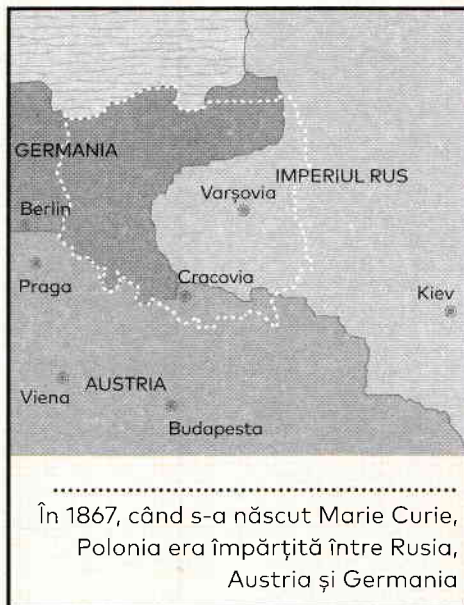 GERMANIA
IMPERIUL RUS
Varșovia
Berlin
Praga
Cracovia
Kiev
AUSTRIA
Viena
Budapesta
În 1867, când s-a născut Marie Curie,
Polonia era împărțită între Rusia,
Austria și Germania